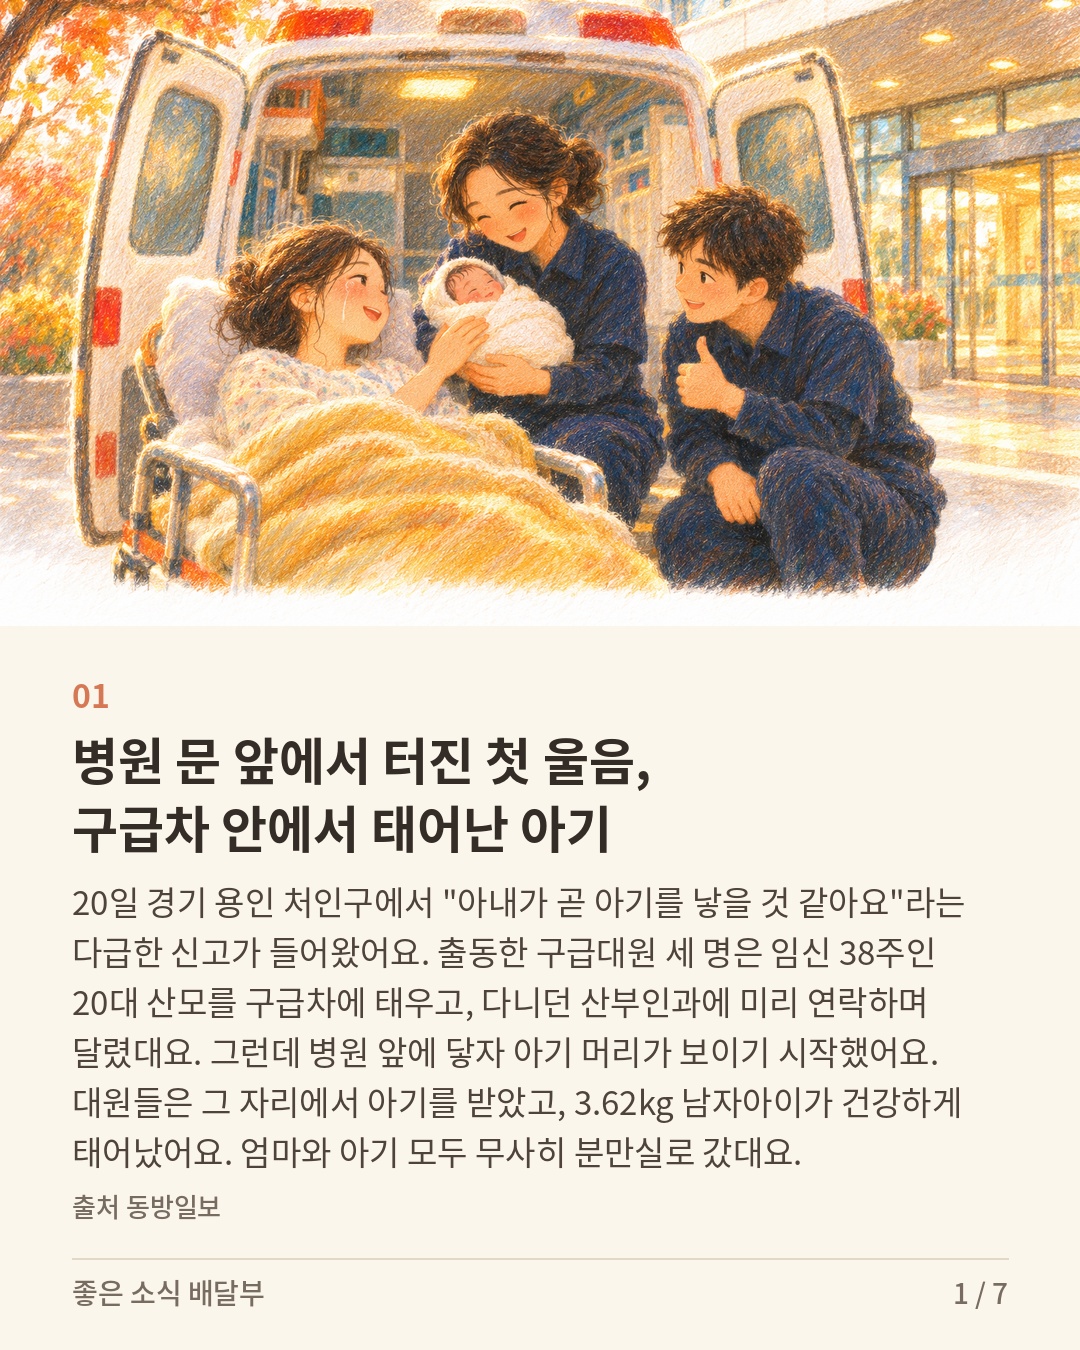 01
병원 문 앞에서 터진 첫 울음,
구급차 안에서 태어난 아기
20일 경기 용인 처인구에서 "아내가 곧 아기를 낳을 것 같아요"라는
다급한 신고가 들어왔어요. 출동한 구급대원 세 명은 임신 38주인
20대 산모를 구급차에 태우고, 다니던 산부인과에 미리 연락하며
달렸대요. 그런데 병원 앞에 닿자 아기 머리가 보이기 시작했어요.
대원들은 그 자리에서 아기를 받았고, 3.62kg 남자아이가 건강하게
태어났어요. 엄마와 아기 모두 무사히 분만실로 갔대요.
출처 동방일보
좋은 소식 배달부
1 / 7